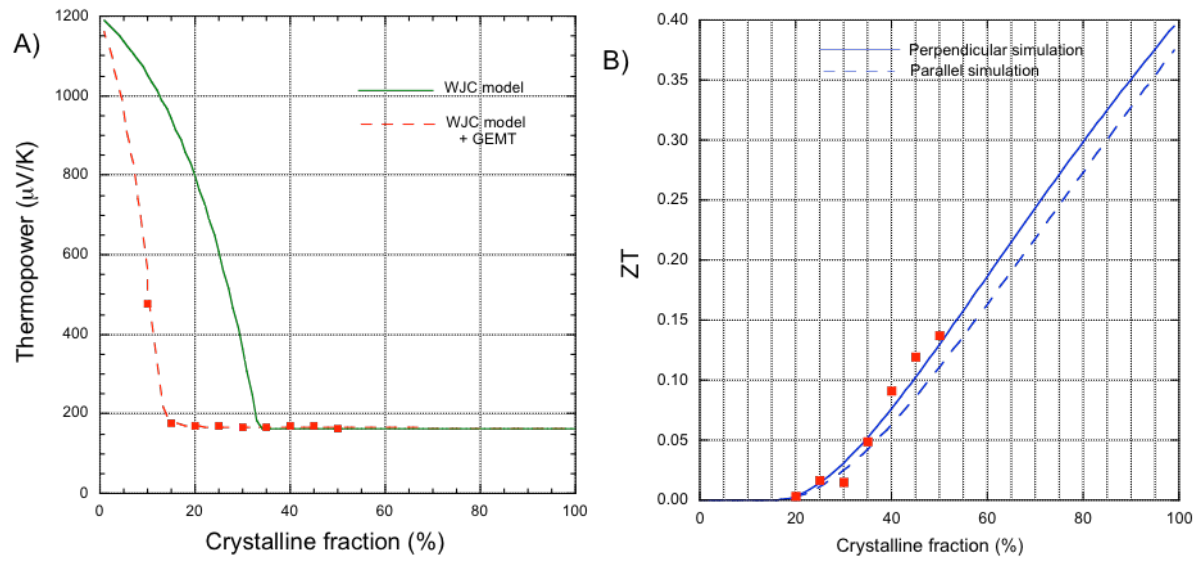 A)
1200
1000
800
600
400
200
0
Thermopower (μV/K)
WJC model
WJC model
+ GEMT
0
20
40
60
80
100
Crystalline fraction (%)
B)
0.40
0.35
0.30
0.25
0.20
0.15
0.10
0.05
0.00
ZT
Perpendicular simulation
Parallel simulation
0
20
40
60
80
100
Crystalline fraction (%)